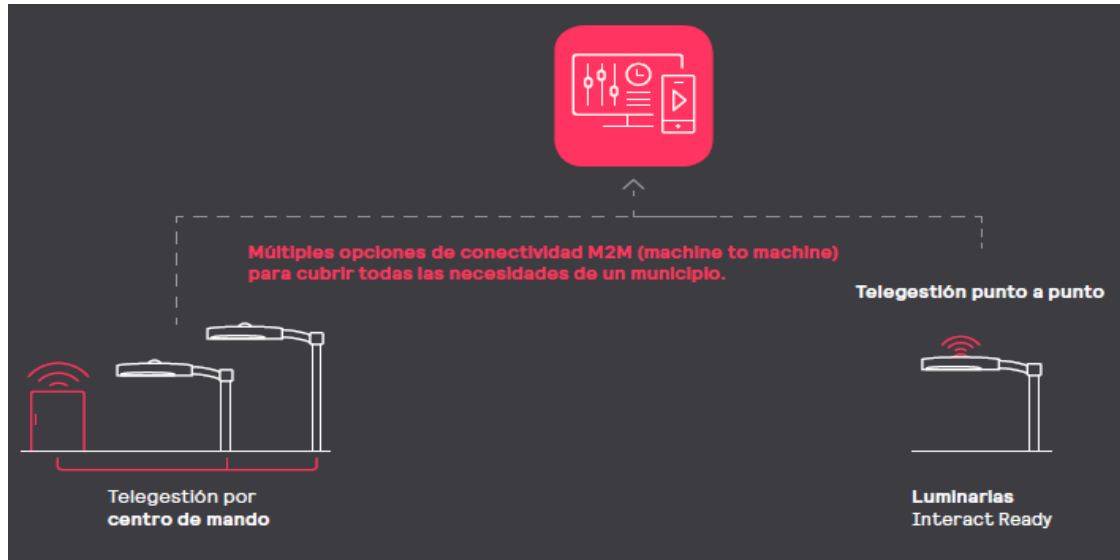 Múltiples opciones de conectividad M2M (machine to machine)
para cubrir todas las necesidades de un municipio.
Telegestión punto a punto
Telegestión por
centro de mando
Luminarias
Interact Ready